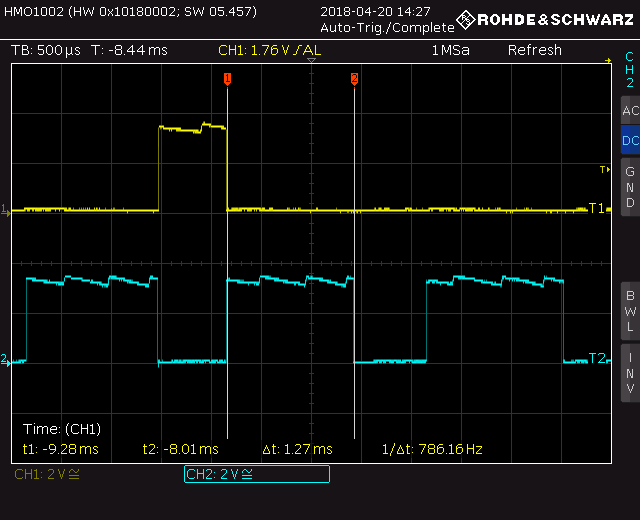 HMO1002 (HW 0x10180002; SW 05.457)
2018-04-20 14:27
Auto-Trig./Complete
ROHDE&SCHWARZ
TB: 500µs T: -8.44ms CH1: 1.76V AL 1MSa Refresh
CH2
AC
DC
GND
BWL
INV
1
2
T
1
T1
2
T2
Time: (CH1)
t1: -9.28ms t2: -8.01ms Δt: 1.27ms 1/Δt: 786.16Hz
CH1: 2V CH2: 2V